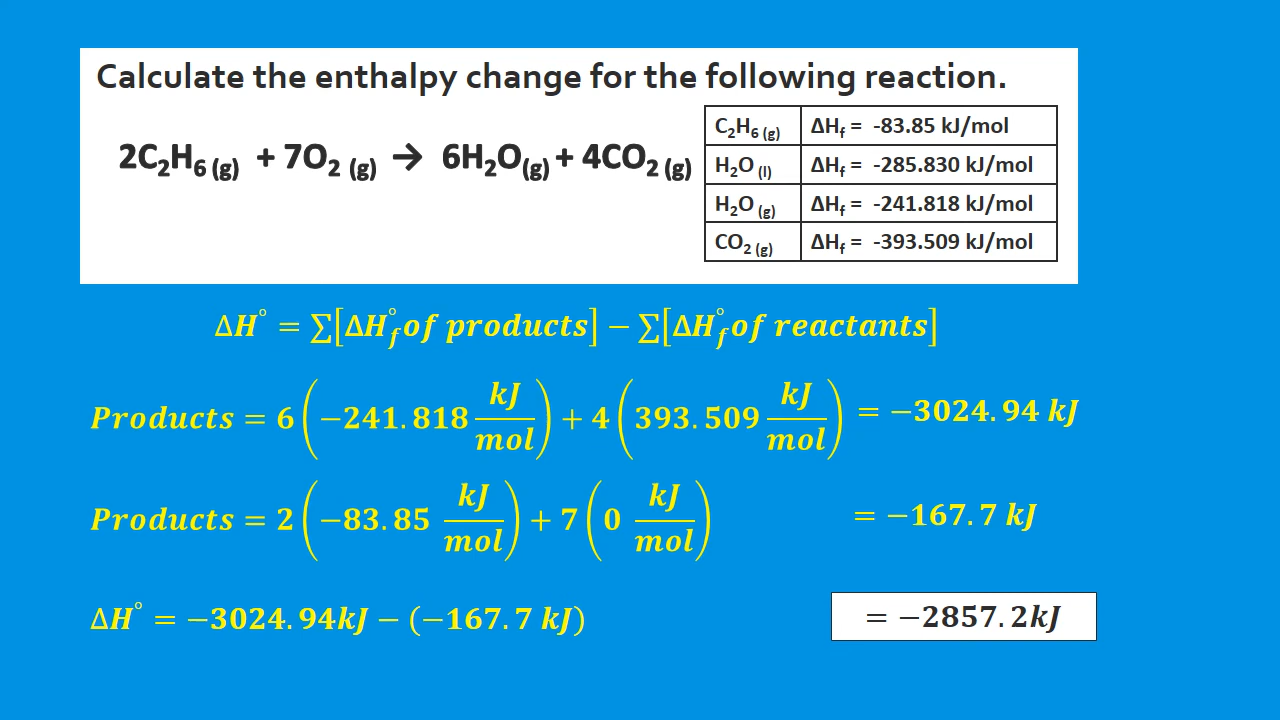 Calculate the enthalpy change for the following reaction.
2C₂H₆ (g) + 7O₂ (g) → 6H₂O(g) + 4CO₂ (g)
C₂H₆ (g) ΔHf = -83.85 kJ/mol
H₂O (l) ΔHf = -285.830 kJ/mol
H₂O (g) ΔHf = -241.818 kJ/mol
CO₂ (g) ΔHf = -393.509 kJ/mol
ΔH° = ∑[ΔH°f of products] − ∑[ΔH°f of reactants]
Products = 6(−241.818 kJ/mol) + 4(393.509 kJ/mol) = −3024.94 kJ
Products = 2(−83.85 kJ/mol) + 7(0 kJ/mol) = −167.7 kJ
ΔH° = −3024.94kJ − (−167.7 kJ) = −2857.2kJ